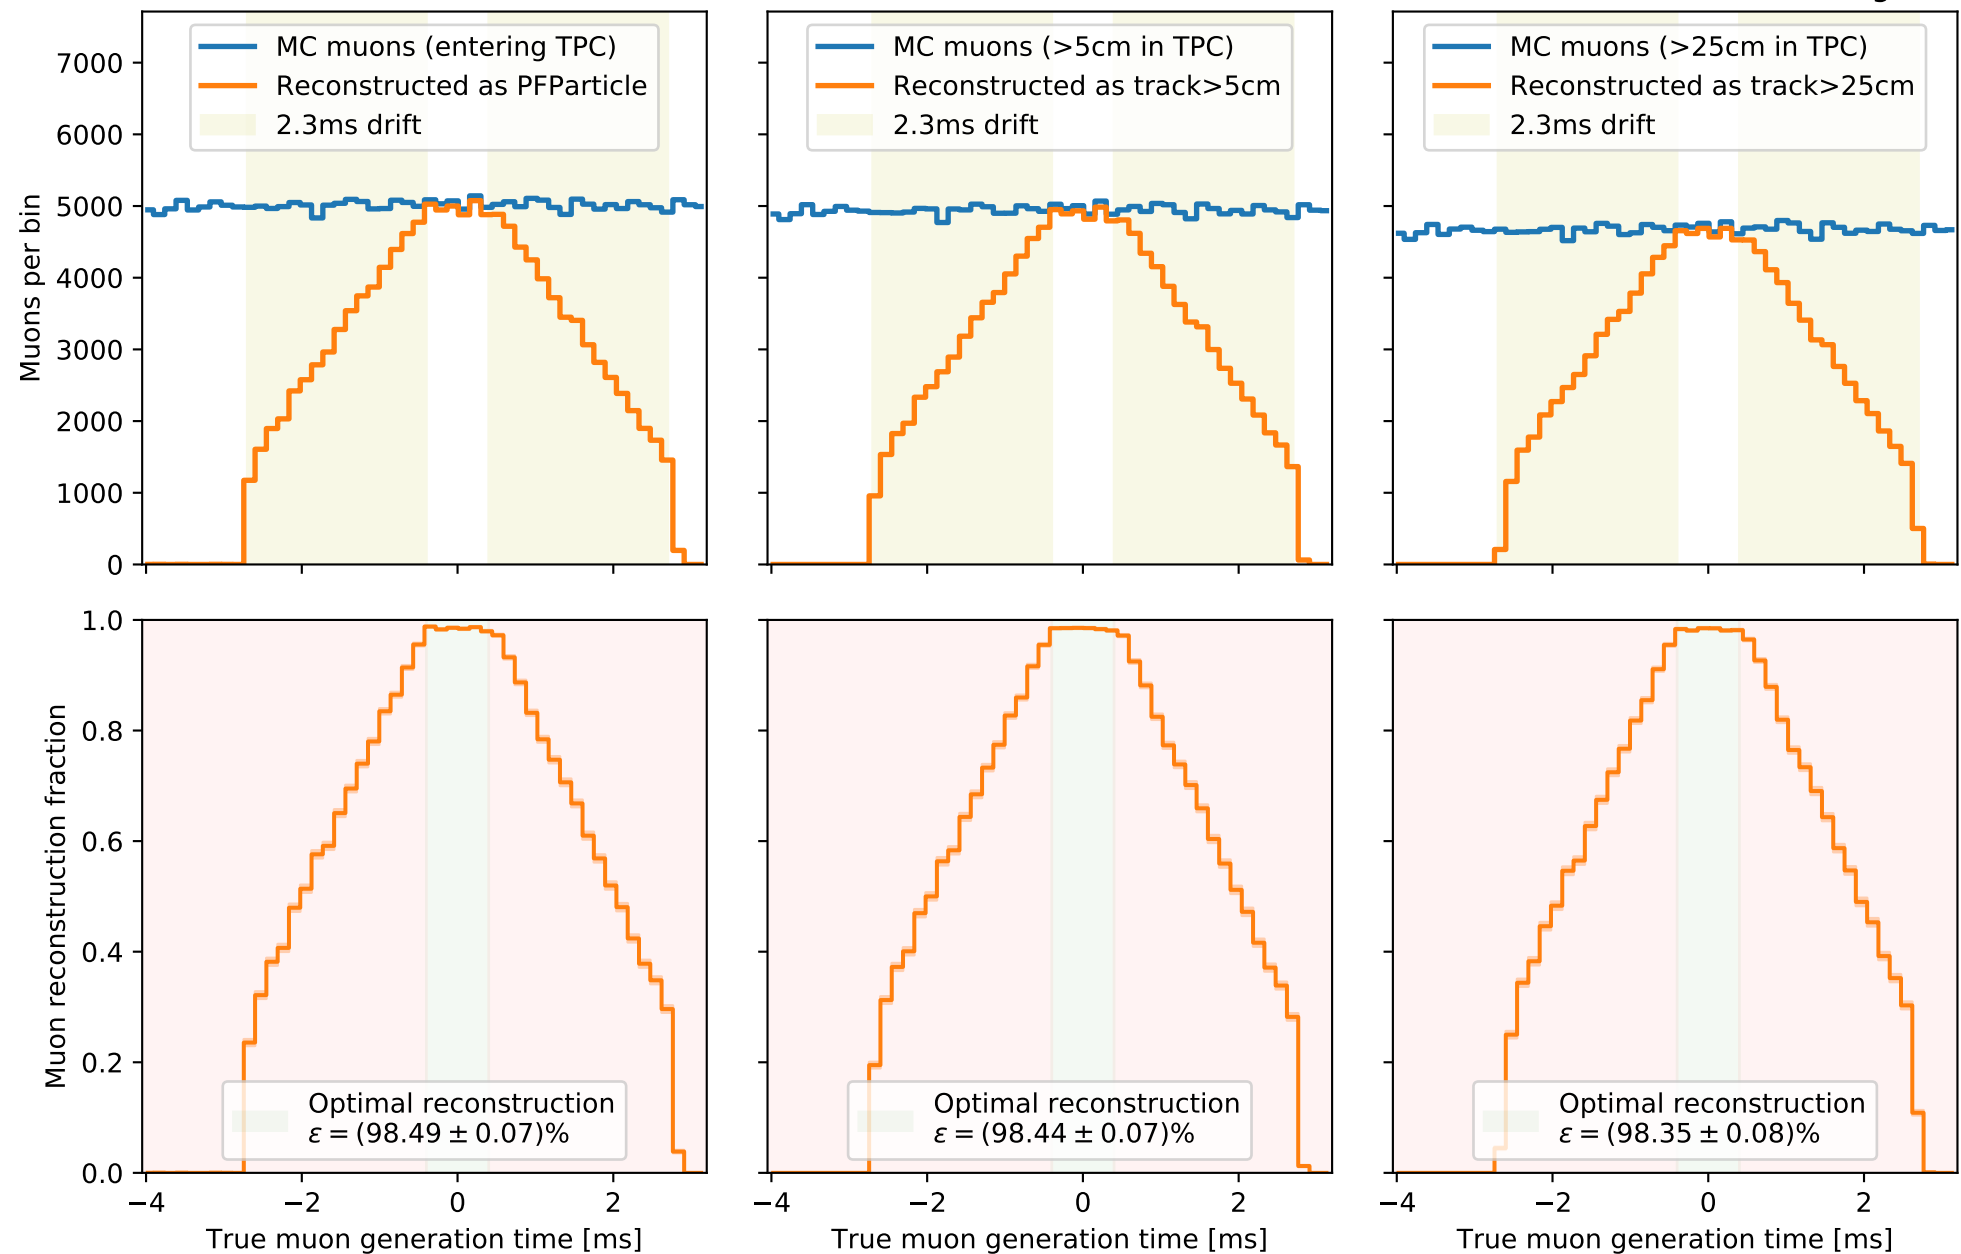 MC muons (entering TPC)
Reconstructed as PFParticle
2.3ms drift
MC muons (>5cm in TPC)
Reconstructed as track>5cm
2.3ms drift
MC muons (>25cm in TPC)
Reconstructed as track>25cm
2.3ms drift
Muons per bin
7000
6000
5000
4000
3000
2000
1000
0
Muon reconstruction fraction
1.0
0.8
0.6
0.4
0.2
0.0
Optimal reconstruction
ε = (98.49 ± 0.07)%
Optimal reconstruction
ε = (98.44 ± 0.07)%
Optimal reconstruction
ε = (98.35 ± 0.08)%
−4 −2 0 2
−4 −2 0 2
−4 −2 0 2
True muon generation time [ms]
True muon generation time [ms]
True muon generation time [ms]